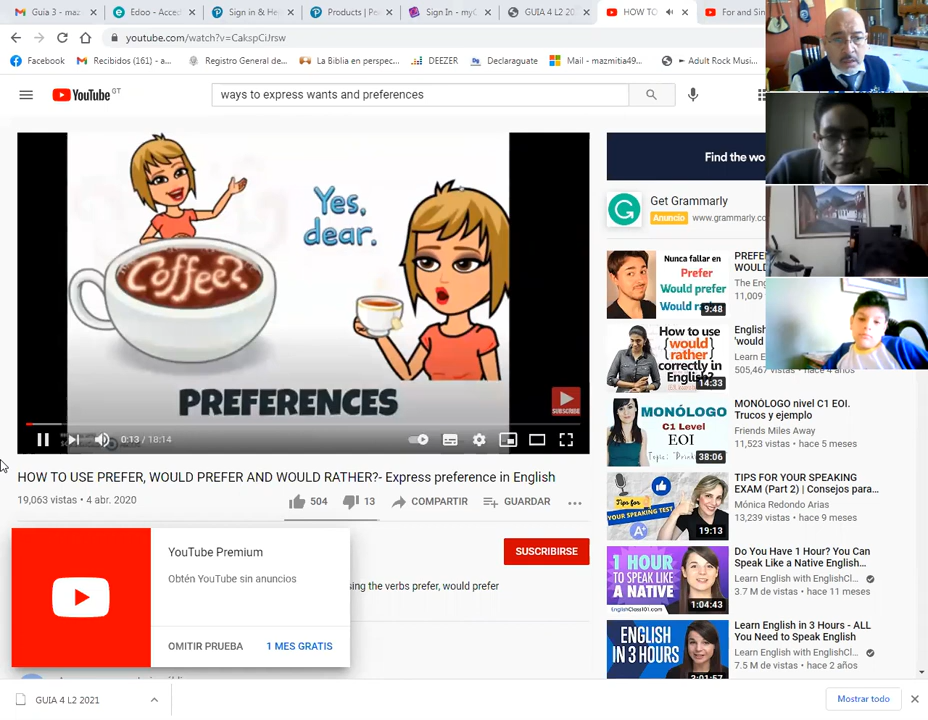 Guía 3 - maz
Edoo - Acces
Sign in & He
Products | Pe
Sign In - myC
GUIA 4 L2 202
HOW TO
For and Sin
youtube.com/watch?v=CakspCiJrsw
Facebook
Recibidos (161) - a...
Registro General de...
La Biblia en perspec...
DEEZER
Declaraguate
Mail - mazmitia49...
► Adult Rock Musi...
YouTube GT
ways to express wants and preferences
Coffee?
Yes,
dear.
PREFERENCES
SUBSCRIBE
0:13 / 18:14
HOW TO USE PREFER, WOULD PREFER AND WOULD RATHER?- Express preference in English
19,063 vistas • 4 abr. 2020
504
13
COMPARTIR
GUARDAR
YouTube Premium
Obtén YouTube sin anuncios
OMITIR PRUEBA
1 MES GRATIS
SUSCRIBIRSE
sing the verbs prefer, would prefer
Find the wo
Get Grammarly
Anuncio www.grammarly.co
Nunca fallar en
Prefer
Would prefer
Would ra
9:48
PREFE
WOUL
The Eng
11,009
How to use
{would
rather}
correctly in
English?
14:33
English
'would
Learn E
505,467 vistas • hace 4 años
MONÓLOGO
C1 Level
EOI
38:06
MONÓLOGO nivel C1 EOI.
Trucos y ejemplo
Friends Miles Away
11,523 vistas • hace 5 meses
Tips for
YOUR SPEAKING TEST
A+
19:13
TIPS FOR YOUR SPEAKING
EXAM (Part 2) | Consejos para...
Mónica Redondo Arias
13,239 vistas • hace 9 meses
1 HOUR
TO SPEAK LIKE
A NATIVE
1:04:43
Do You Have 1 Hour? You Can
Speak Like a Native English...
Learn English with EnglishCl...
3.7 M de vistas • hace 11 meses
ENGLISH
IN 3 HOURS
3:01:57
Learn English in 3 Hours - ALL
You Need to Speak English
Learn English with EnglishCl...
7.5 M de vistas • hace 2 años
GUIA 4 L2 2021
Mostrar todo